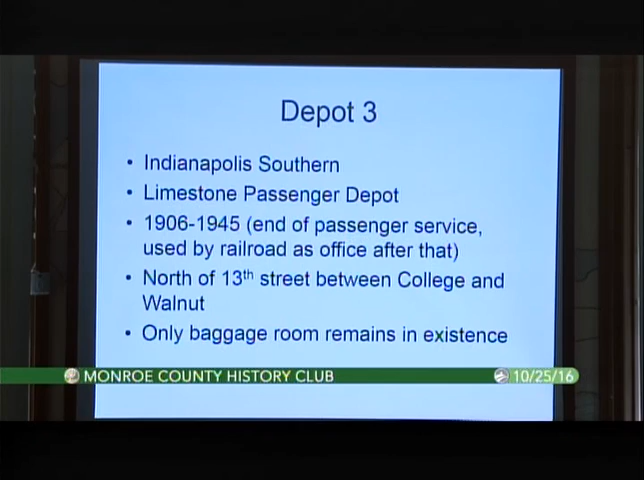 Depot 3
• Indianapolis Southern
• Limestone Passenger Depot
• 1906-1945 (end of passenger service,
used by railroad as office after that)
• North of 13th street between College and
Walnut
• Only baggage room remains in existence
MONROE COUNTY HISTORY CLUB
10/25/16